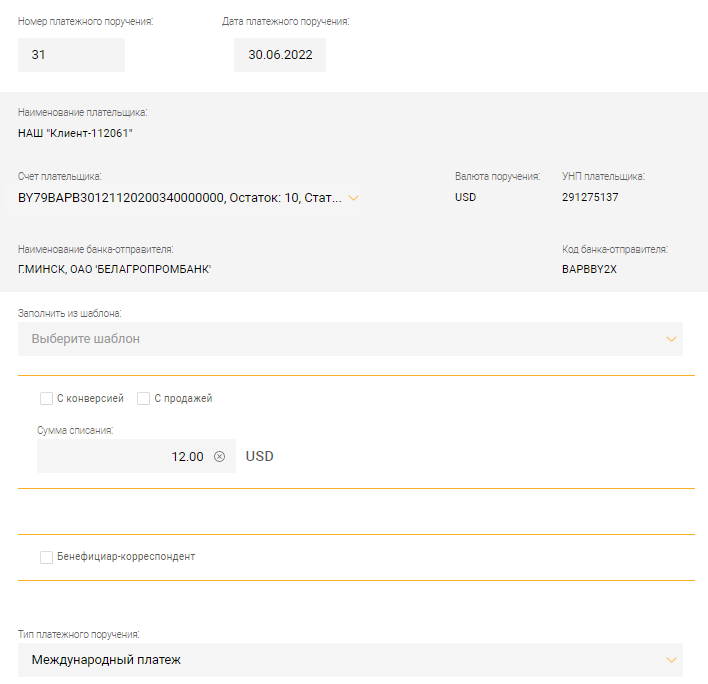 Номер платежного поручения: Дата платежного поручения:
31 30.06.2022
Наименование плательщика:
НАШ "Клиент-112061"
Счет плательщика: Валюта поручения: УНП плательщика:
BY79BAPB30121120200340000000, Остаток: 10, Стат... USD 291275137
Наименование банка-отправителя: Код банка-отправителя:
Г.МИНСК, ОАО 'БЕЛАГРОПРОМБАНК' BAPBBY2X
Заполнить из шаблона:
Выберите шаблон
С конверсией С продажей
Сумма списания:
12.00 USD
Бенефициар-корреспондент
Тип платежного поручения:
Международный платеж